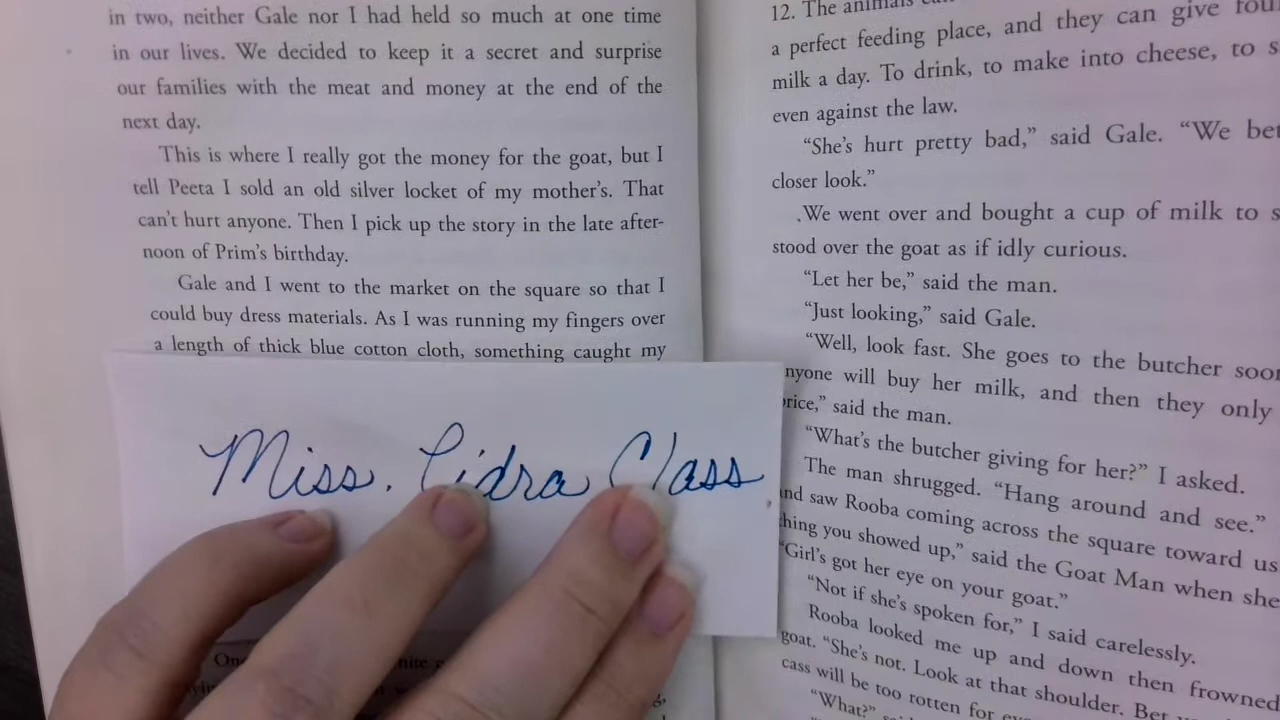 in two, neither Gale nor I had held so much at one time
in our lives. We decided to keep it a secret and surprise
our families with the meat and money at the end of the
next day.
This is where I really got the money for the goat, but I
tell Peeta I sold an old silver locket of my mother's. That
can't hurt anyone. Then I pick up the story in the late after-
noon of Prim's birthday.
Gale and I went to the market on the square so that I
could buy dress materials. As I was running my fingers over
a length of thick blue cotton cloth, something caught my
Miss. Class
12. The animals
a perfect feeding place, and they can give
milk a day. To drink, to make into cheese, to
even against the law.
“She's hurt pretty bad,” said Gale. “We
closer look.”
We went over and bought a cup of milk to
stood over the goat as if idly curious.
“Let her be,” said the man.
“Just looking,” said Gale.
“Well, look fast. She goes to the butcher
will buy her milk, and then they only
said the man.
“What's the butcher giving for her?” I asked.
The man shrugged. “Hang around and see.”
saw Rooba coming across the square toward us
you showed up,” said the Goat Man when she
“Girl's got her eye on your goat.”
“Not if she's spoken for,” I said carelessly.
Rooba looked me up and down then frowned
goat. “She's not. Look at that shoulder. Bet
cass will be too rotten for
“What?”